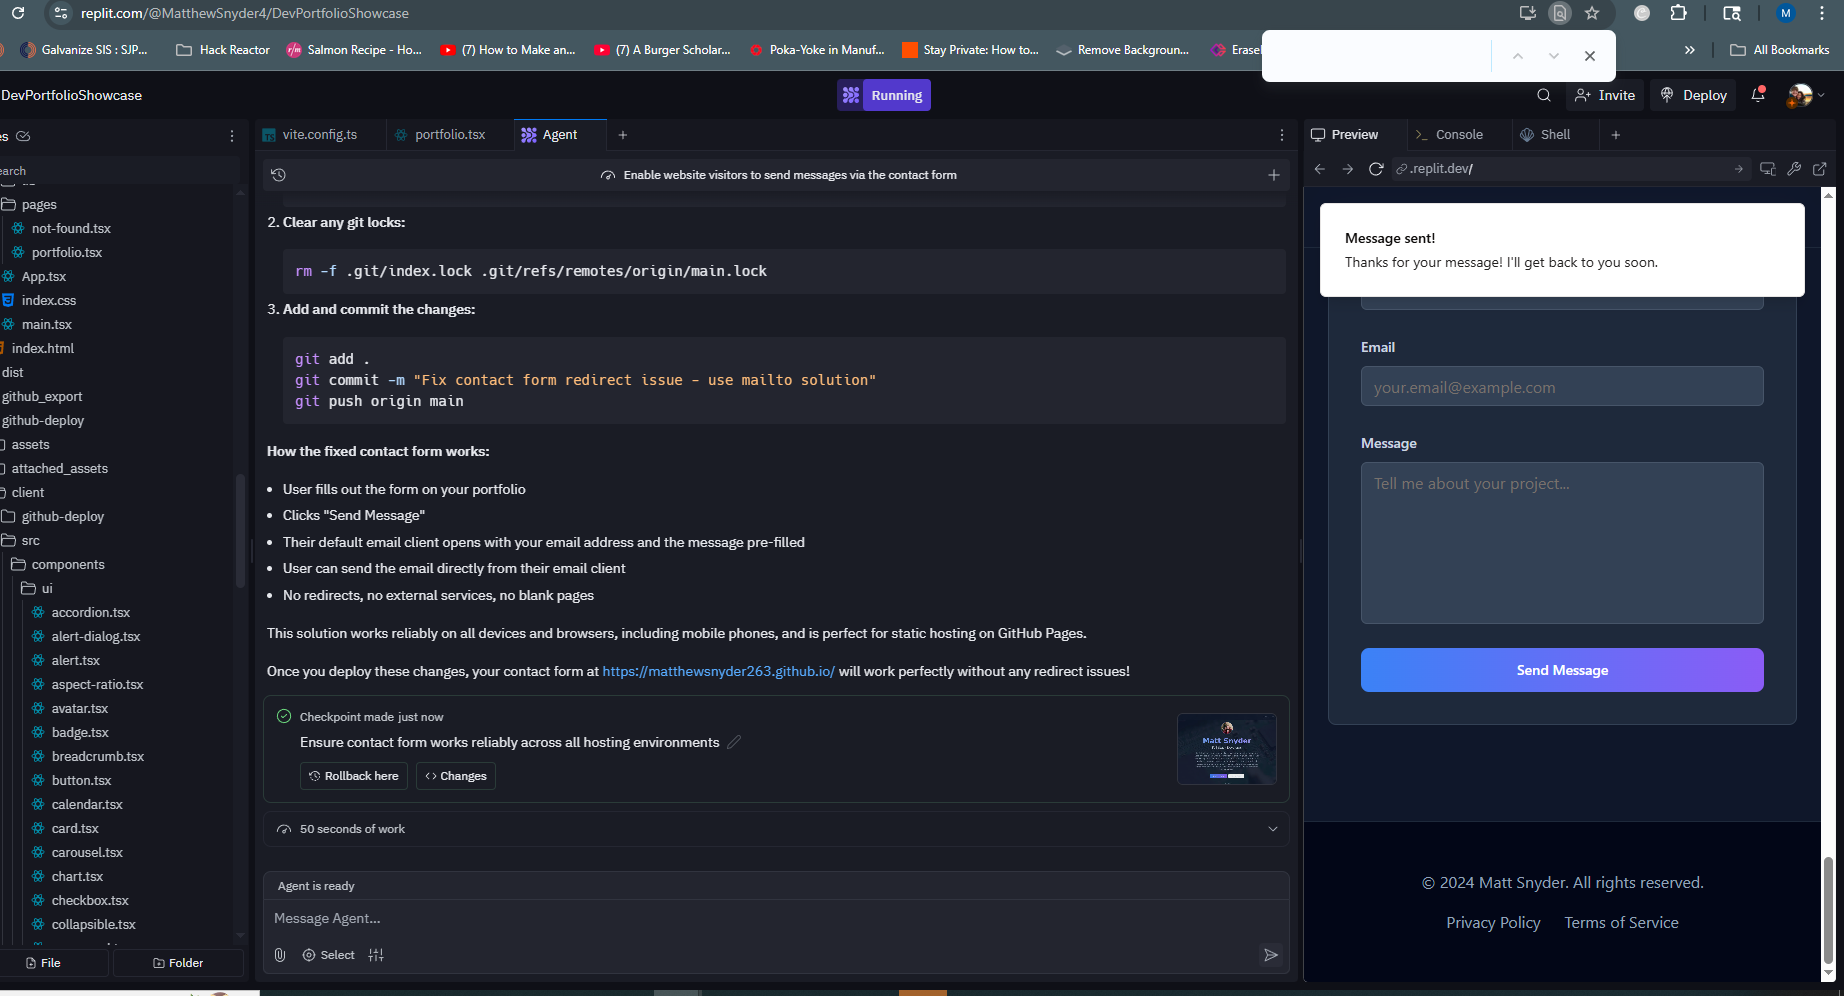 replit.com/@MatthewSnyder4/DevPortfolioShowcase
M
Galvanize SIS : SJP...
Hack Reactor
r/m
Salmon Recipe - Ho...
(7) How to Make an...
(7) A Burger Scholar...
Poka-Yoke in Manuf...
Stay Private: How to...
Remove Backgroun...
Erase
All Bookmarks
DevPortfolioShowcase
Running
Invite
Deploy
es
vite.config.ts
portfolio.tsx
Agent
Preview
Console
Shell
earch
Enable website visitors to send messages via the contact form
.replit.dev/
pages
not-found.tsx
portfolio.tsx
App.tsx
index.css
main.tsx
index.html
dist
github_export
github-deploy
assets
attached_assets
client
github-deploy
src
components
ui
accordion.tsx
alert-dialog.tsx
alert.tsx
aspect-ratio.tsx
avatar.tsx
badge.tsx
breadcrumb.tsx
button.tsx
calendar.tsx
card.tsx
carousel.tsx
chart.tsx
checkbox.tsx
collapsible.tsx
File
Folder
2. Clear any git locks:
rm -f .git/index.lock .git/refs/remotes/origin/main.lock
3. Add and commit the changes:
git add .
git commit -m "Fix contact form redirect issue - use mailto solution"
git push origin main
How the fixed contact form works:
• User fills out the form on your portfolio
• Clicks "Send Message"
• Their default email client opens with your email address and the message pre-filled
• User can send the email directly from their email client
• No redirects, no external services, no blank pages
This solution works reliably on all devices and browsers, including mobile phones, and is perfect for static hosting on GitHub Pages.
Once you deploy these changes, your contact form at https://matthewsnyder263.github.io/ will work perfectly without any redirect issues!
Checkpoint made just now
Ensure contact form works reliably across all hosting environments
Rollback here
Changes
Matt Snyder
50 seconds of work
Agent is ready
Message Agent...
Select
Message sent!
Thanks for your message! I'll get back to you soon.
Email
your.email@example.com
Message
Tell me about your project...
Send Message
© 2024 Matt Snyder. All rights reserved.
Privacy Policy
Terms of Service